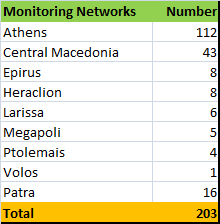 Monitoring Networks Number
Athens 112
Central Macedonia 43
Epirus 8
Heraclion 8
Larissa 6
Megapoli 5
Ptolemais 4
Volos 1
Patra 16
Total 203